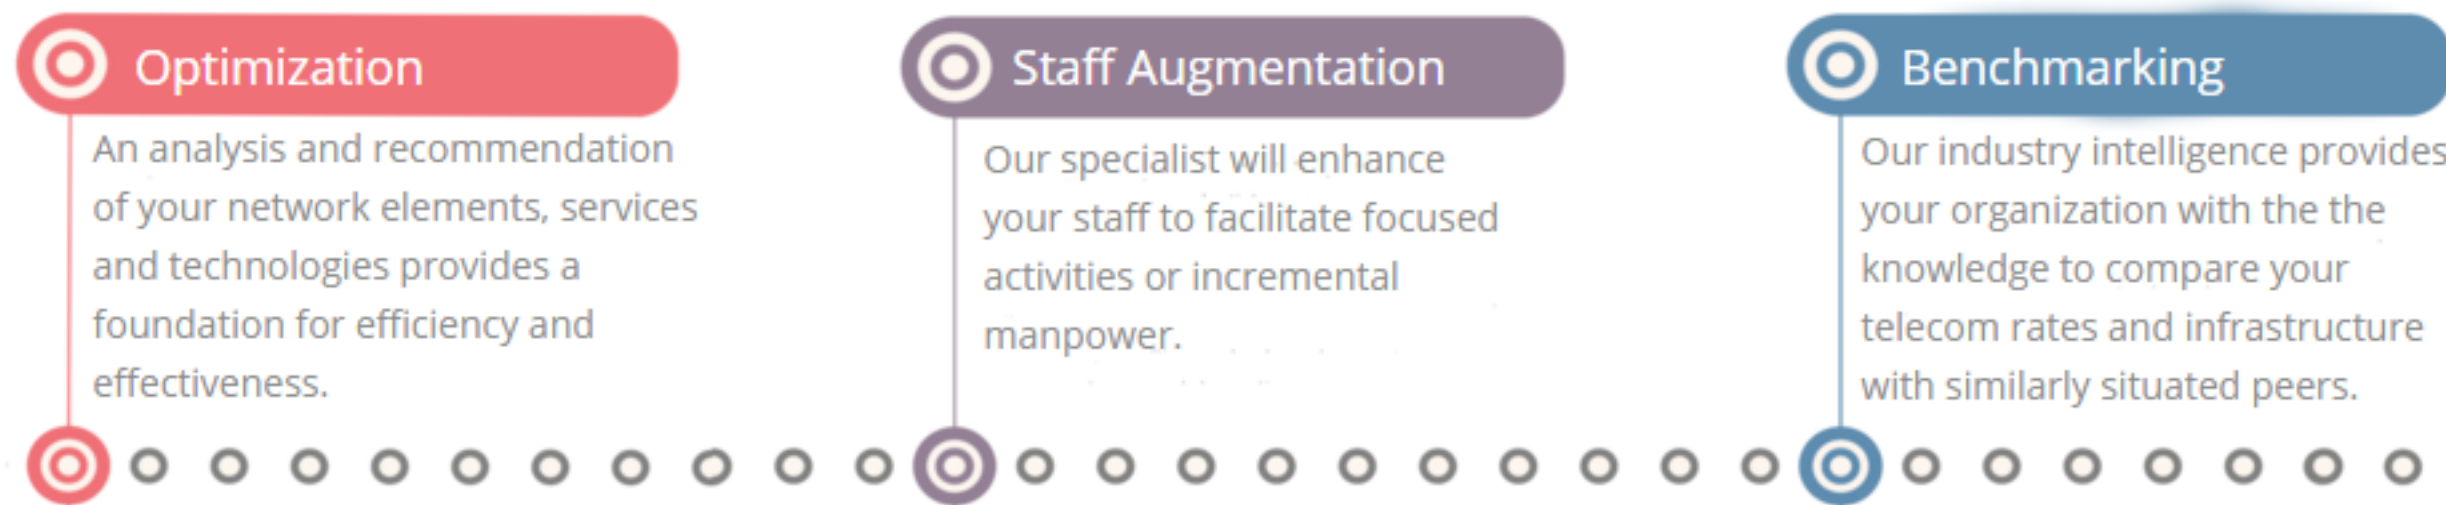 Optimization
An analysis and recommendation
of your network elements, services
and technologies provides a
foundation for efficiency and
effectiveness.
Staff Augmentation
Our specialist will enhance
your staff to facilitate focused
activities or incremental
manpower.
Benchmarking
Our industry intelligence provides
your organization with the the
knowledge to compare your
telecom rates and infrastructure
with similarly situated peers.